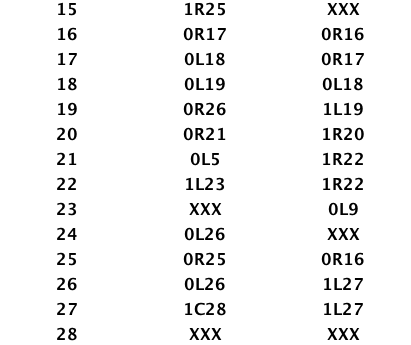 15 1R25 XXX
16 0R17 0R16
17 0L18 0R17
18 0L19 0L18
19 0R26 1L19
20 0R21 1R20
21 0L5 1R22
22 1L23 1R22
23 XXX 0L9
24 0L26 XXX
25 0R25 0R16
26 0L26 1L27
27 1C28 1L27
28 XXX XXX